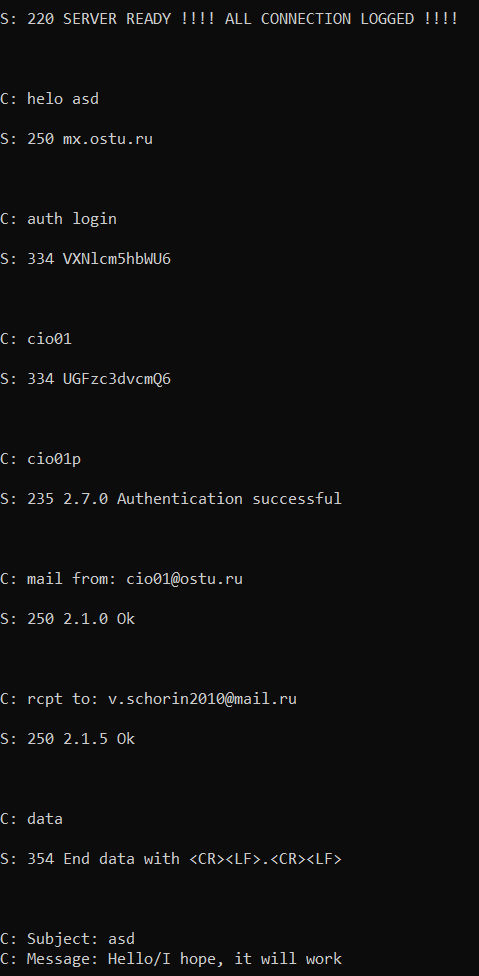 S: 220 SERVER READY !!!! ALL CONNECTION LOGGED !!!!
C: helo asd
S: 250 mx.ostu.ru
C: auth login
S: 334 VXNlcm5hbWU6
C: cio01
S: 334 UGFzc3dvcmQ6
C: cio01p
S: 235 2.7.0 Authentication successful
C: mail from: cio01@ostu.ru
S: 250 2.1.0 Ok
C: rcpt to: v.schorin2010@mail.ru
S: 250 2.1.5 Ok
C: data
S: 354 End data with <CR><LF>.<CR><LF>
C: Subject: asd
C: Message: Hello/I hope, it will work